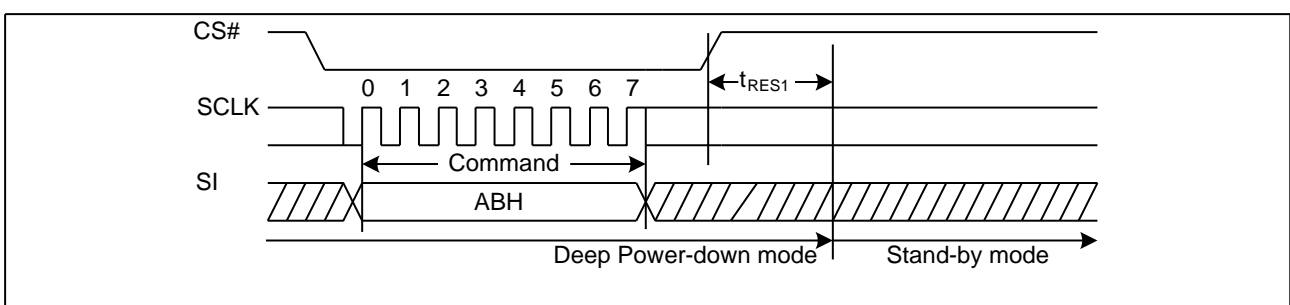 CS#
0 1 2 3 4 5 6 7
tRES1
SCLK
Command
SI
ABH
Deep Power-down mode Stand-by mode